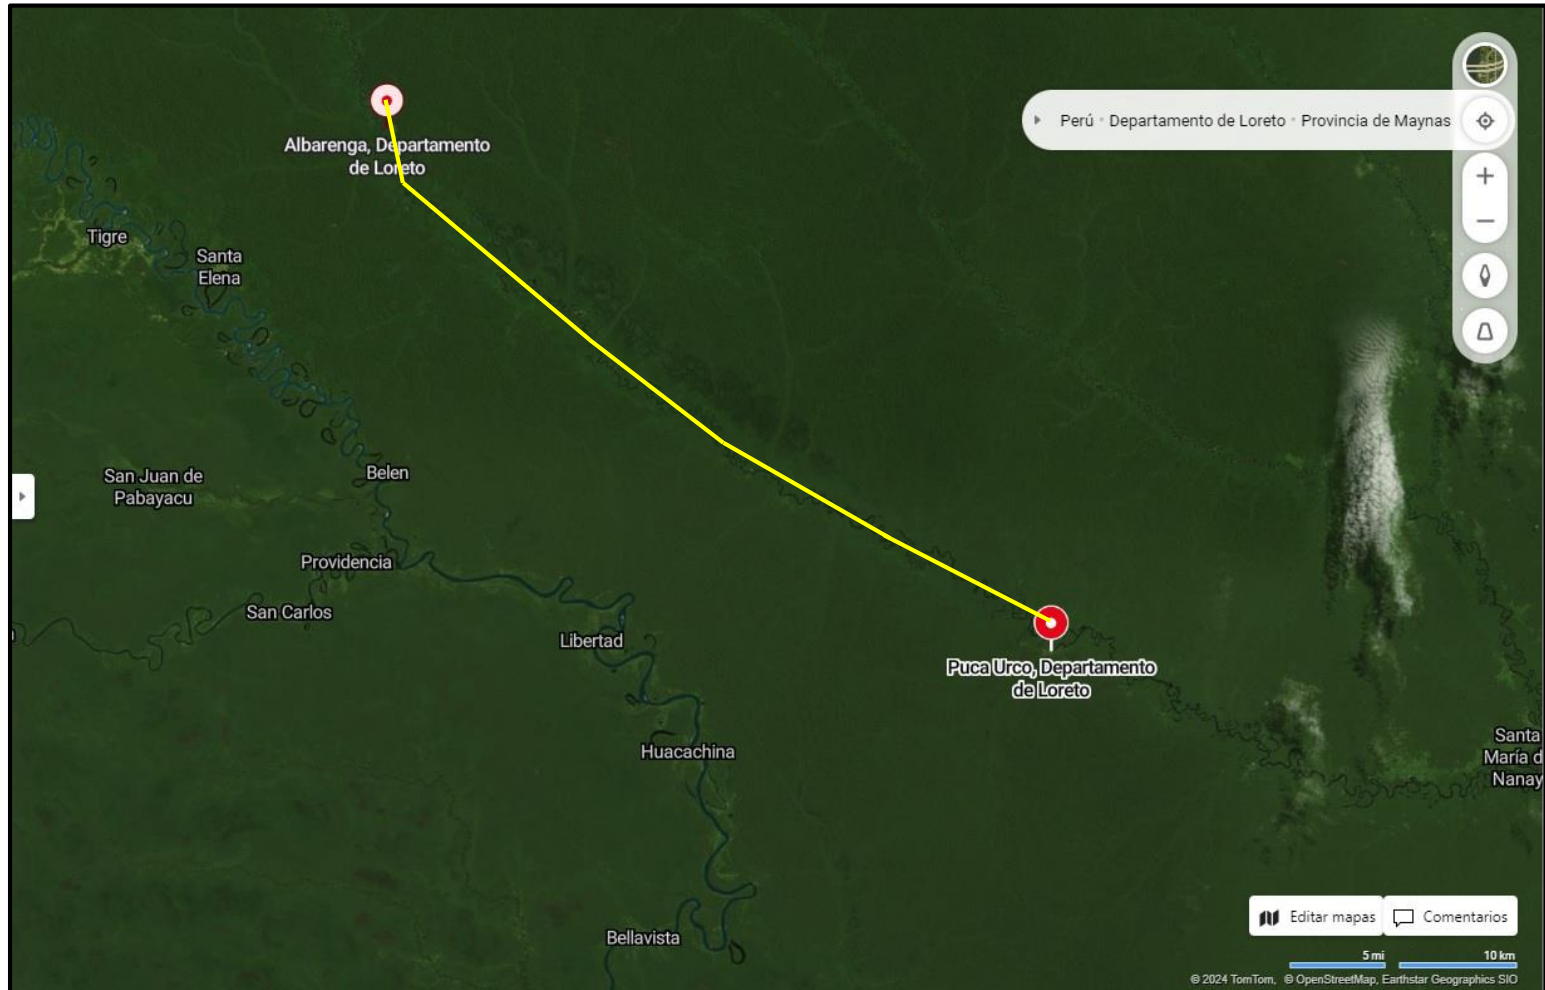 Perú • Departamento de Loreto • Provincia de Maynas
Albarenga, Departamento
de Loreto
Tigre
Santa
Elena
Belen
San Juan de
Pabayacu
Providencia
San Carlos
Libertad
Puca Urco, Departamento
de Loreto
Huacachina
Santa
María d
Nanay
Bellavista
Editar mapas
Comentarios
5 mi
10 km
© 2024 TomTom, © OpenStreetMap, Earthstar Geographics SIO